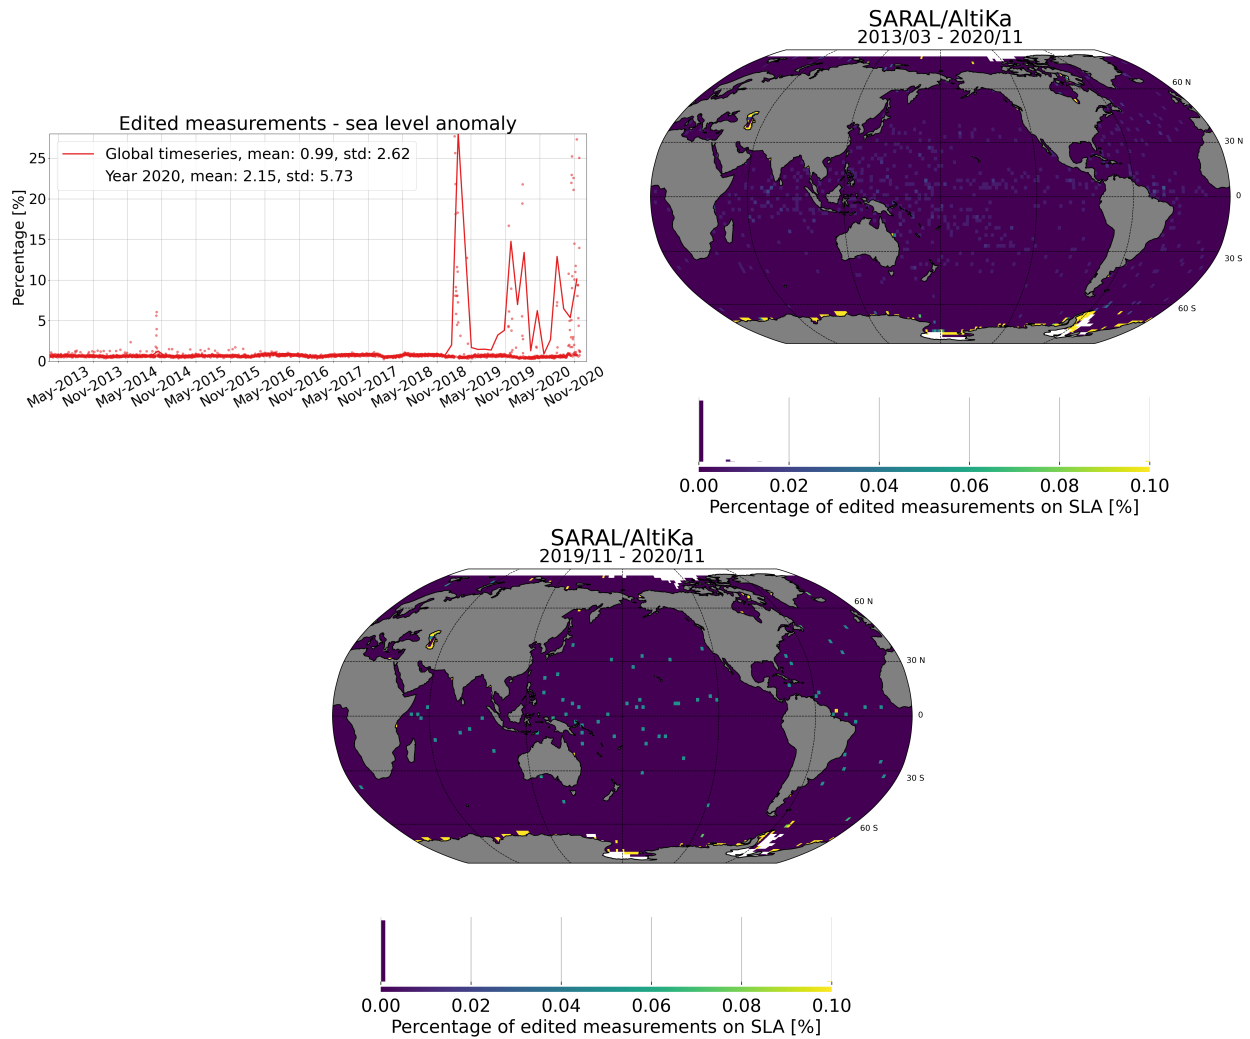 Edited measurements - sea level anomaly
Global timeseries, mean: 0.99, std: 2.62
Year 2020, mean: 2.15, std: 5.73
Percentage [%]
25
20
15
10
5
0
May-2013
Nov-2013
May-2014
Nov-2014
May-2015
Nov-2015
May-2016
Nov-2016
May-2017
Nov-2017
May-2018
Nov-2018
May-2019
Nov-2019
May-2020
Nov-2020
SARAL/AltiKa
2013/03 - 2020/11
60 N
30 N
0
30 S
60 S
0.00 0.02 0.04 0.06 0.08 0.10
Percentage of edited measurements on SLA [%]
SARAL/AltiKa
2019/11 - 2020/11
60 N
30 N
0
30 S
60 S
0.00 0.02 0.04 0.06 0.08 0.10
Percentage of edited measurements on SLA [%]